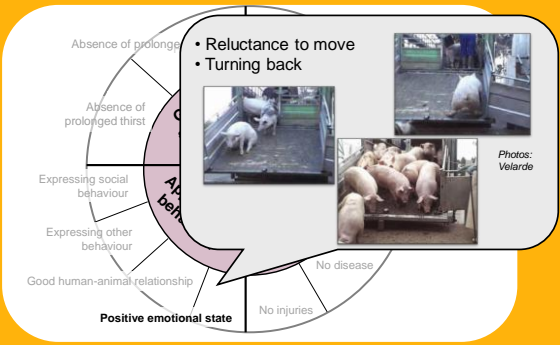 • Reluctance to move
• Turning back
Photos:
Velarde
Absence of prolonge
Absence of
prolonged thirst
Expressing social
behaviour
Expressing other
behaviour
Good human-animal relationship
Positive emotional state
No injuries
No disease